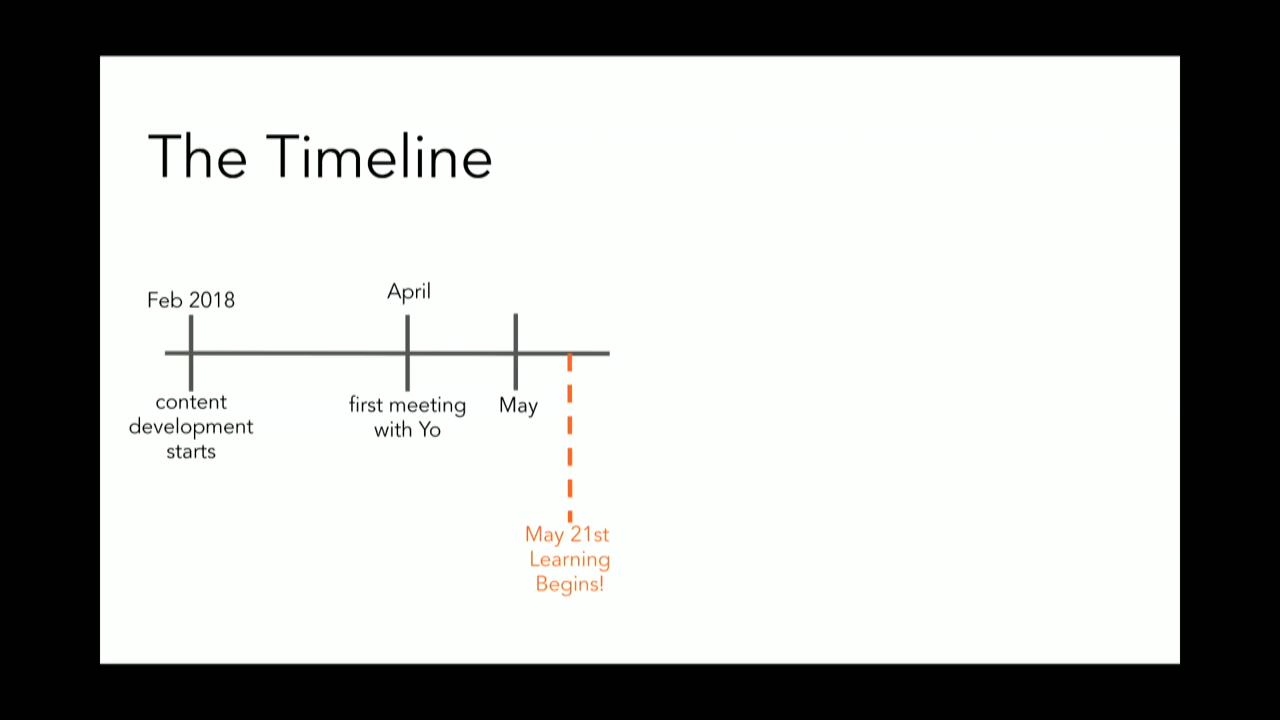 The Timeline
Feb 2018
April
content
development
starts
first meeting
with Yo
May
May 21st
Learning
Begins!